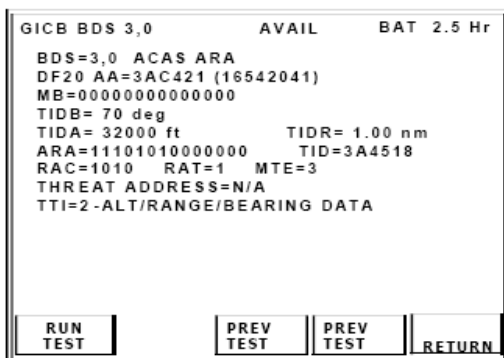 GICB BDS 3,0 AVAIL BAT 2.5 Hr
BDS=3,0 ACAS ARA
DF20 AA=3AC421 (16542041)
MB=00000000000000
TIDB= 70 deg
TIDA= 32000 ft TIDR= 1.00 nm
ARA=11101010000000 TID=3A4518
RAC=1010 RAT=1 MTE=3
THREAT ADDRESS=N/A
TTI=2-ALT/RANGE/BEARING DATA
RUN TEST PREV TEST PREV TEST RETURN